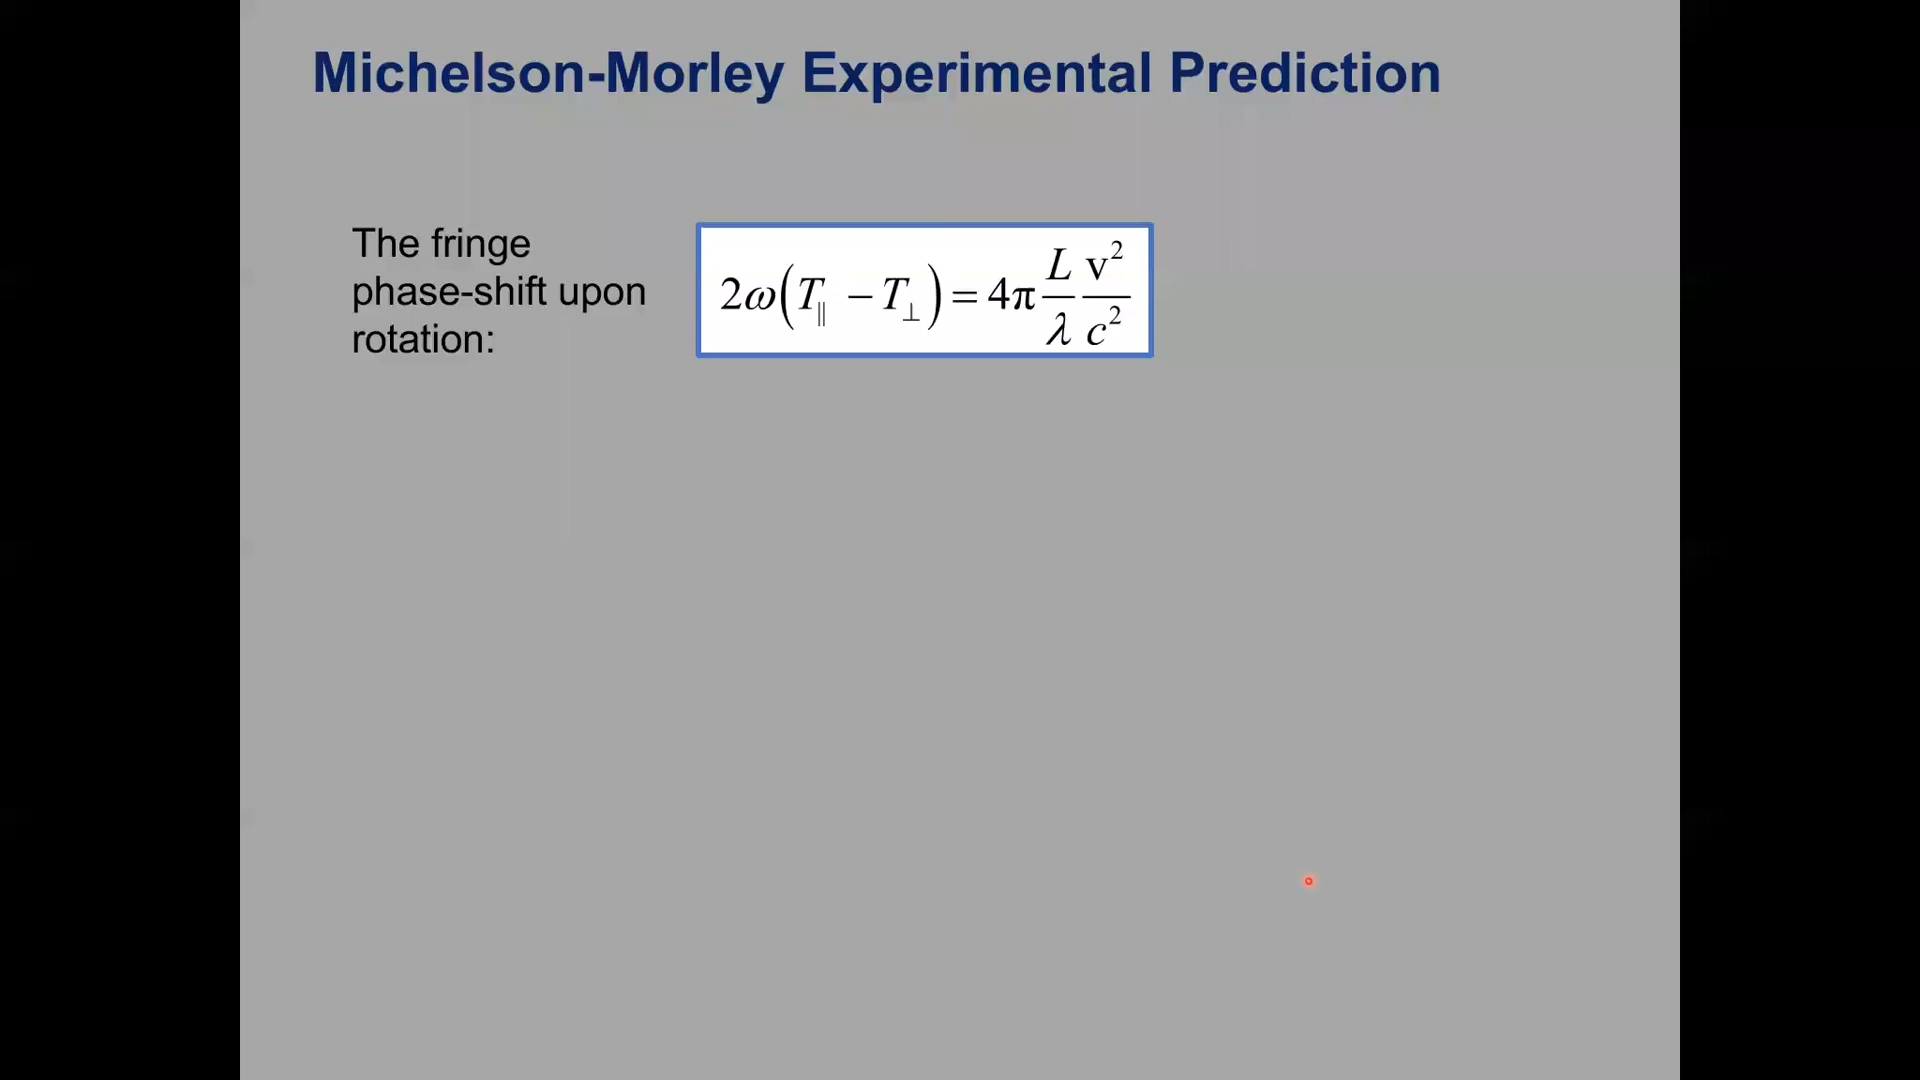 Michelson-Morley Experimental Prediction
The fringe
phase-shift upon
rotation:
2ω(T∥ − T⊥) = 4π L/λ v²/c²